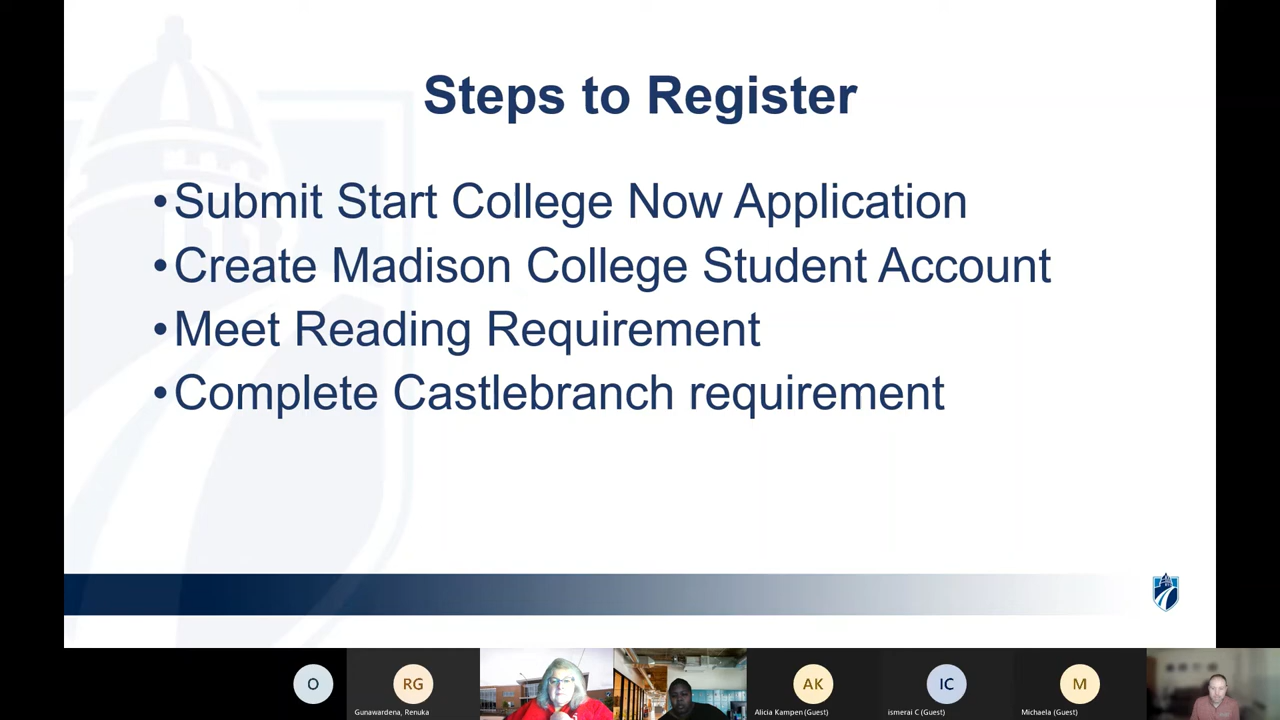 Steps to Register
•Submit Start College Now Application
•Create Madison College Student Account
•Meet Reading Requirement
•Complete Castlebranch requirement
O
RG
AK
IC
M
Gunawardena, Renuka
Alicia Kampen (Guest)
ismerai C (Guest)
Michaela (Guest)